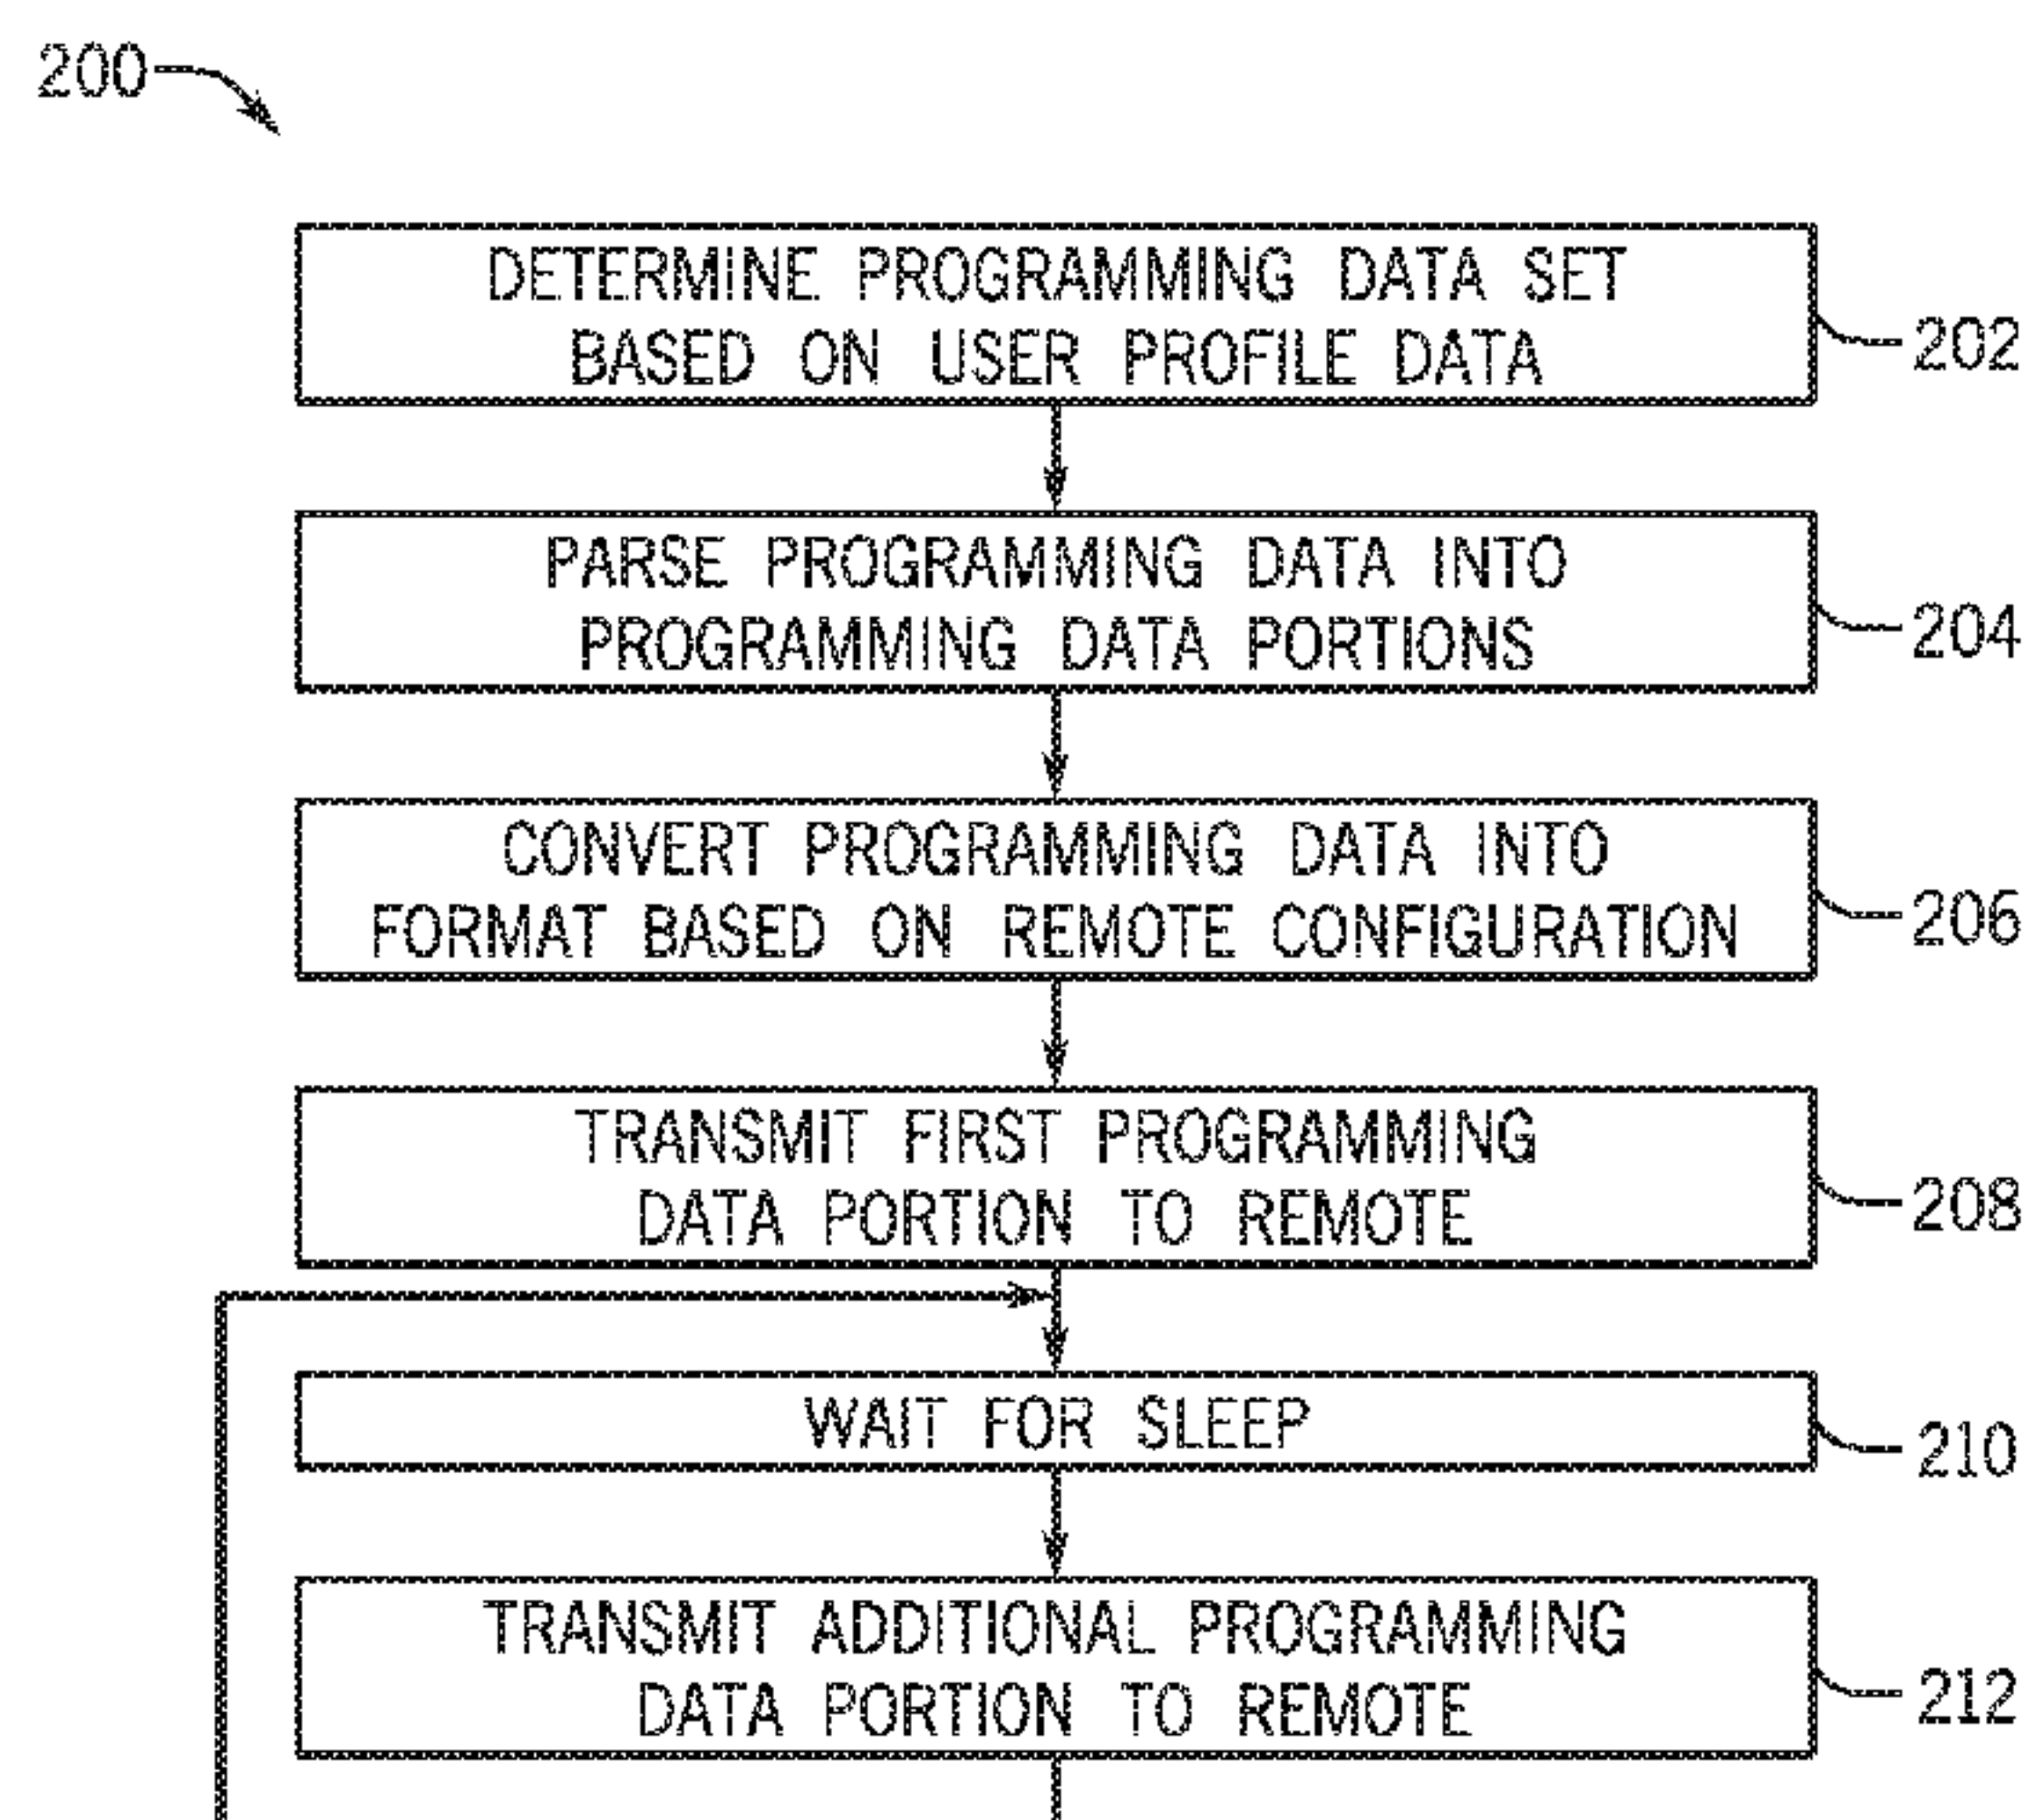 200
DETERMINE PROGRAMMING DATA SET
BASED ON USER PROFILE DATA
202
PARSE PROGRAMMING DATA INTO
PROGRAMMING DATA PORTIONS
204
CONVERT PROGRAMMING DATA INTO
FORMAT BASED ON REMOTE CONFIGURATION
206
TRANSMIT FIRST PROGRAMMING
DATA PORTION TO REMOTE
208
WAIT FOR SLEEP
210
TRANSMIT ADDITIONAL PROGRAMMING
DATA PORTION TO REMOTE
212